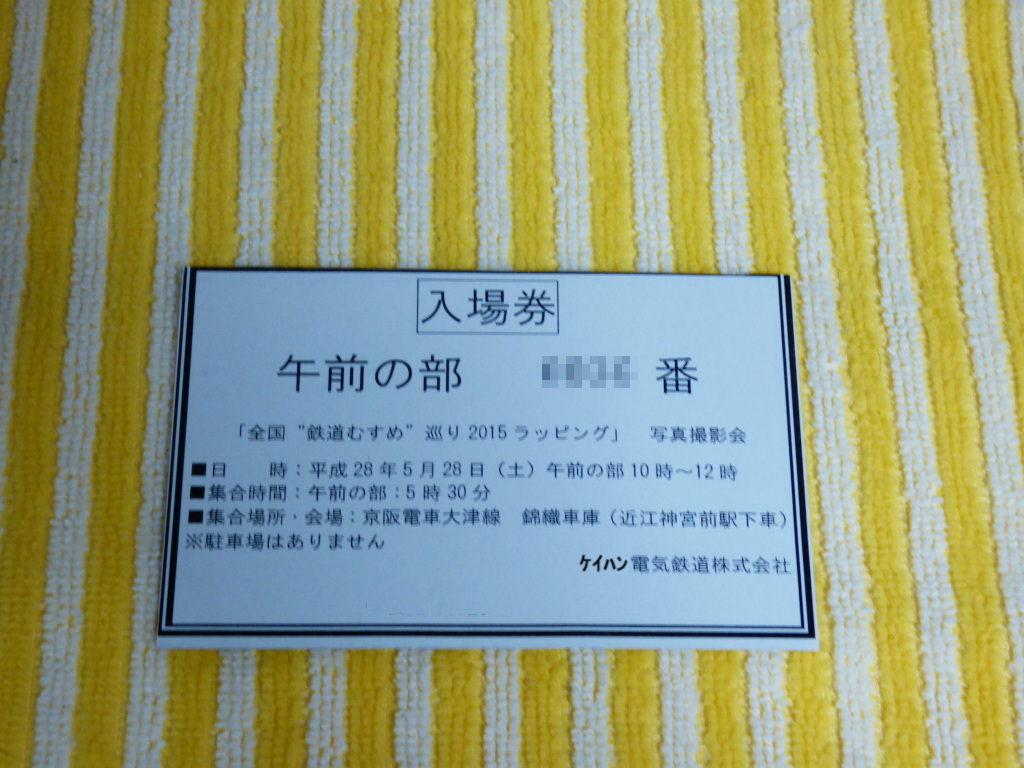 入場券
午前の部 番
「全国“鉄道むすめ”巡り2015ラッピング」 写真撮影会
■日 時：平成28年5月28日（土）午前の部10時～12時
■集合時間：午前の部：5時30分
■集合場所・会場：京阪電車大津線 錦織車庫（近江神宮前駅下車）
※駐車場はありません
ケイハン電気鉄道株式会社